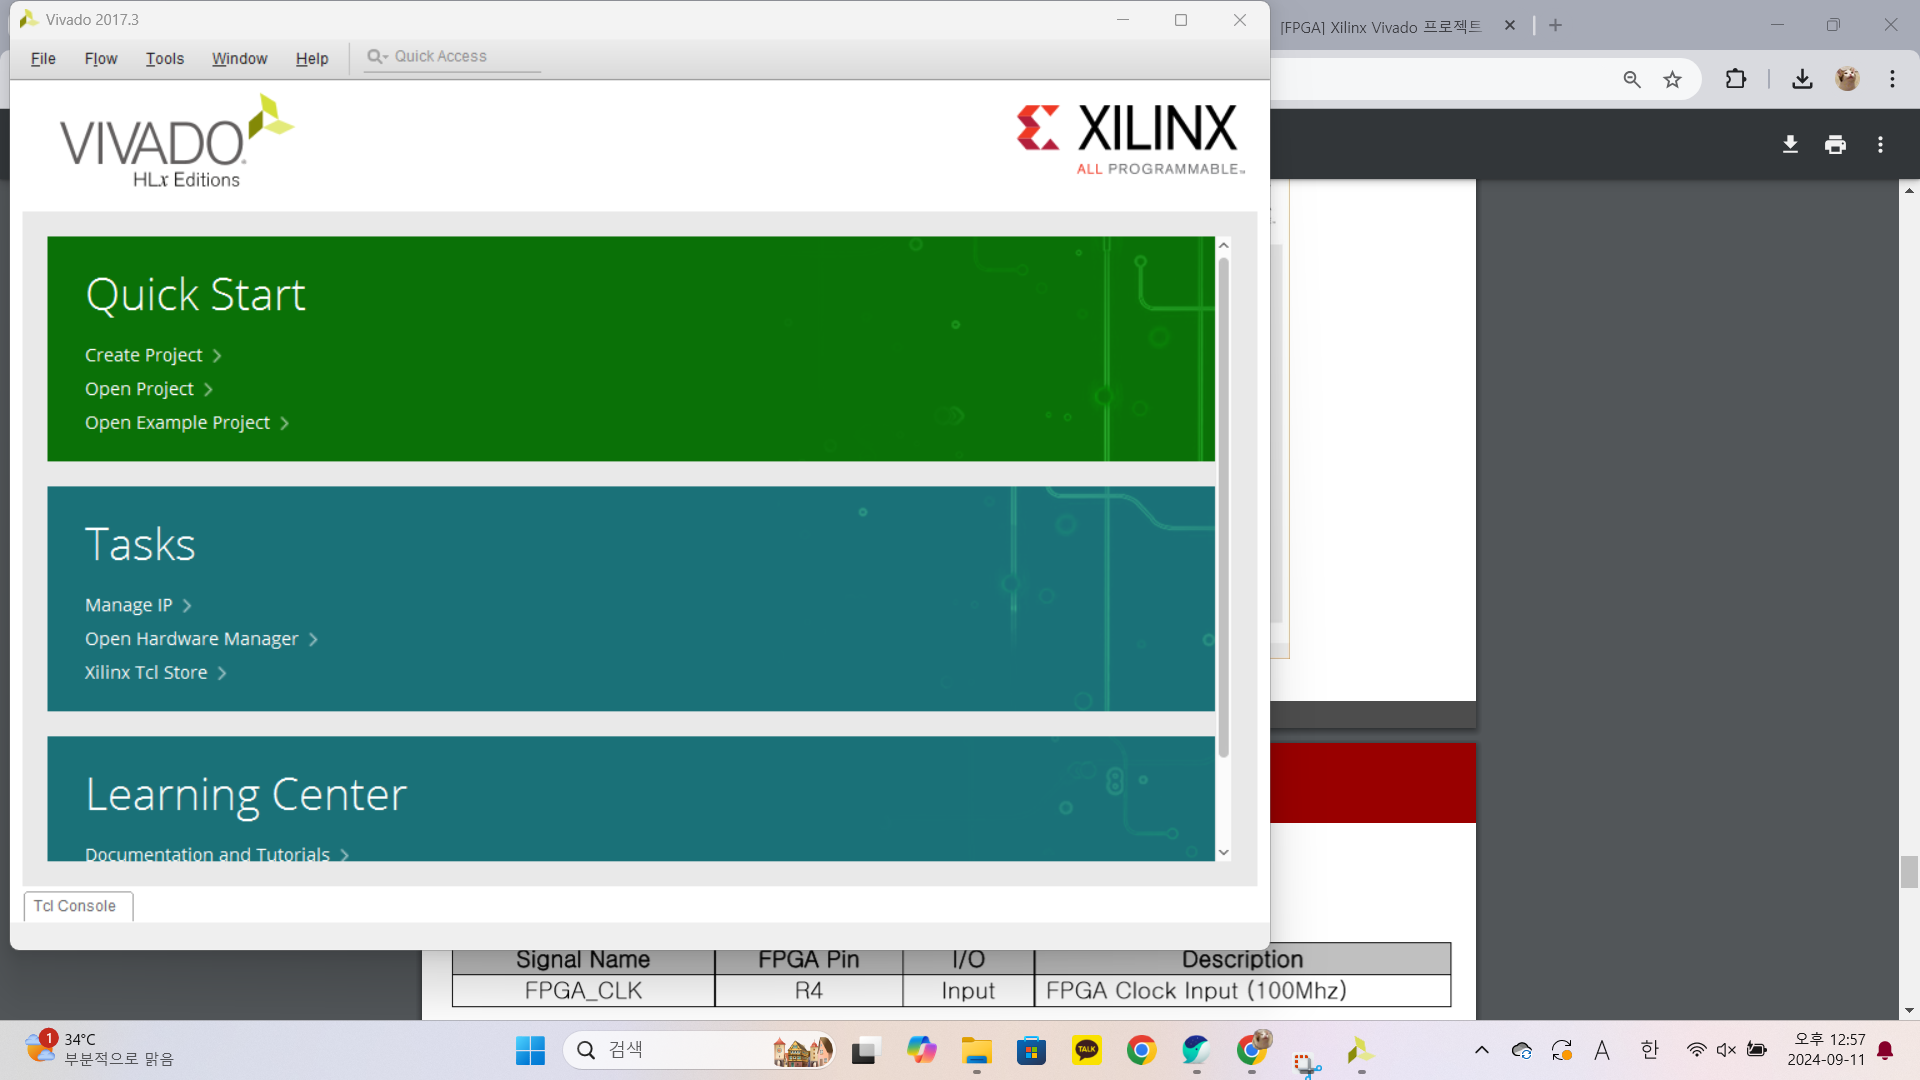 Vivado 2017.3
[FPGA] Xilinx Vivado 프로젝트
File Flow Tools Window Help Quick Access
VIVADO
HLx Editions
XILINX
ALL PROGRAMMABLE
Quick Start
Create Project
Open Project
Open Example Project
Tasks
Manage IP
Open Hardware Manager
Xilinx Tcl Store
Learning Center
Documentation and Tutorials
Tcl Console
Signal Name FPGA Pin I/O Description
FPGA_CLK R4 Input FPGA Clock Input (100Mhz)
1
34°C
부분적으로 맑음
검색
TALK
A 한
오후 12:57
2024-09-11